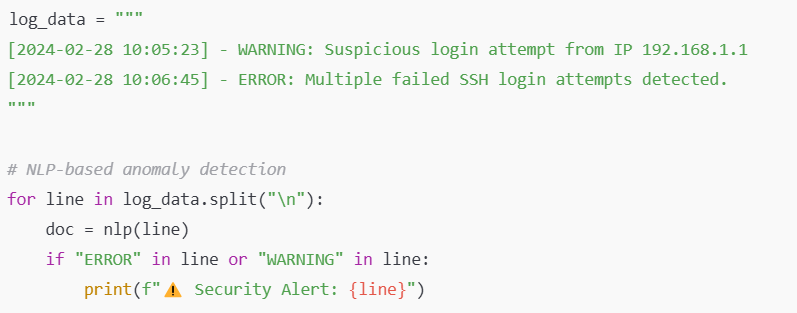 log_data = """
[2024-02-28 10:05:23] - WARNING: Suspicious login attempt from IP 192.168.1.1
[2024-02-28 10:06:45] - ERROR: Multiple failed SSH login attempts detected.
"""

# NLP-based anomaly detection
for line in log_data.split("\n"):
    doc = nlp(line)
    if "ERROR" in line or "WARNING" in line:
        print(f"⚠️ Security Alert: {line}")